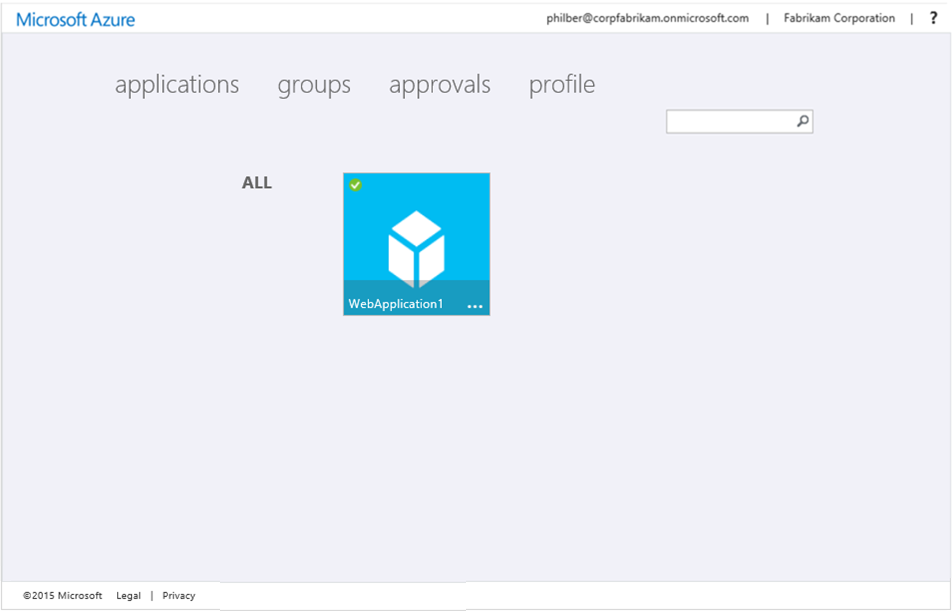 Microsoft Azure philber@corpfabrikam.onmicrosoft.com | Fabrikam Corporation | ?
applications groups approvals profile
ALL
WebApplication1 ...
©2015 Microsoft Legal | Privacy